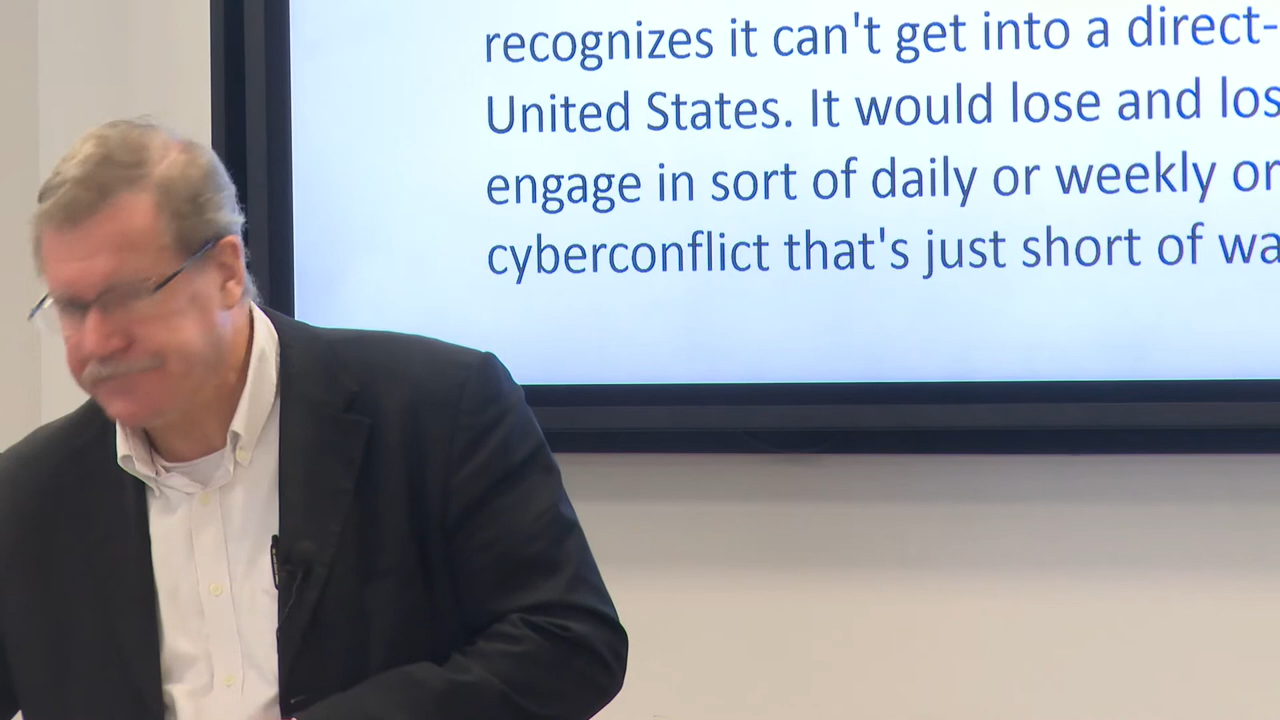 recognizes it can't get into a direct-
United States. It would lose and los
engage in sort of daily or weekly or
cyberconflict that's just short of wa